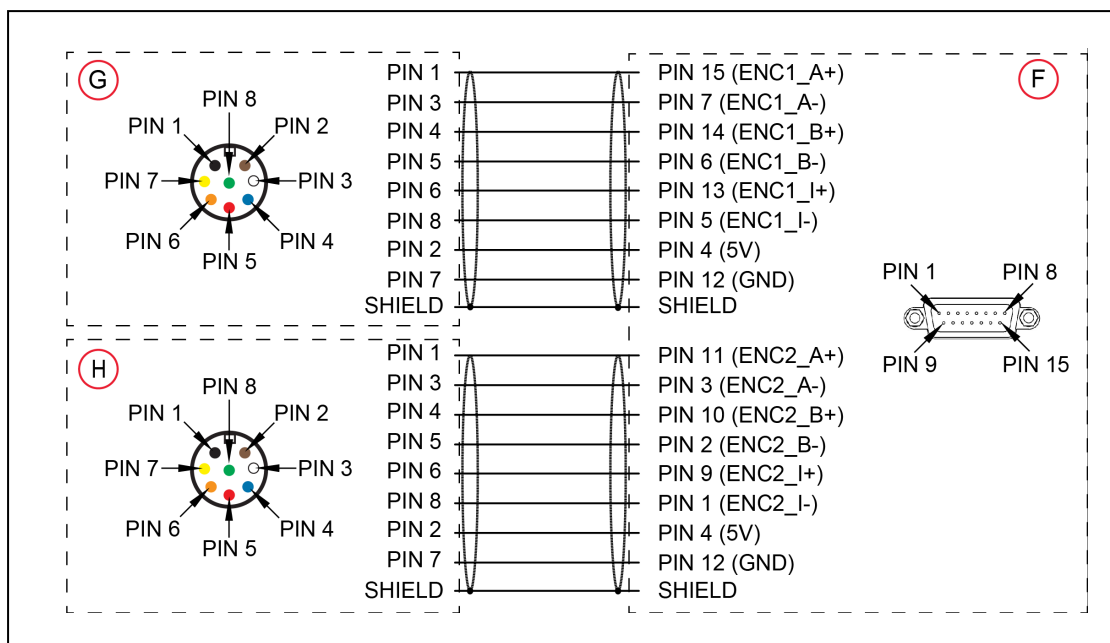 G
PIN 8
PIN 1
PIN 2
PIN 7
PIN 3
PIN 6
PIN 4
PIN 5
PIN 1
PIN 3
PIN 4
PIN 5
PIN 6
PIN 8
PIN 2
PIN 7
SHIELD
PIN 15 (ENC1_A+)
PIN 7 (ENC1_A-)
PIN 14 (ENC1_B+)
PIN 6 (ENC1_B-)
PIN 13 (ENC1_I+)
PIN 5 (ENC1_I-)
PIN 4 (5V)
PIN 12 (GND)
SHIELD
F
PIN 1
PIN 8
PIN 9
PIN 15
H
PIN 8
PIN 1
PIN 2
PIN 7
PIN 3
PIN 6
PIN 4
PIN 5
PIN 1
PIN 3
PIN 4
PIN 5
PIN 6
PIN 8
PIN 2
PIN 7
SHIELD
PIN 11 (ENC2_A+)
PIN 3 (ENC2_A-)
PIN 10 (ENC2_B+)
PIN 2 (ENC2_B-)
PIN 9 (ENC2_I+)
PIN 1 (ENC2_I-)
PIN 4 (5V)
PIN 12 (GND)
SHIELD